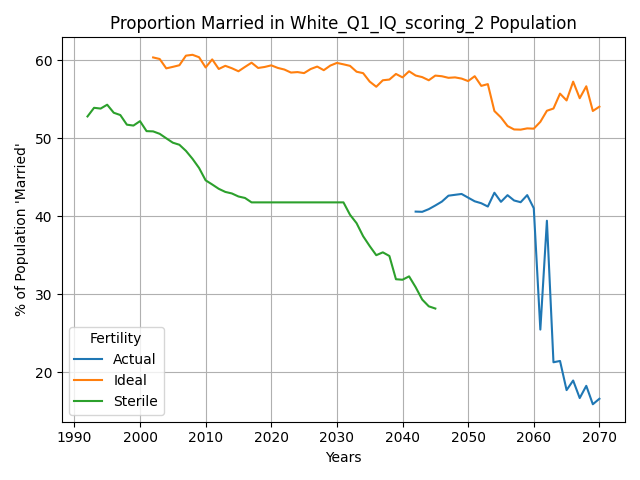 Proportion Married in White_Q1_IQ_scoring_2 Population
% of Population 'Married'
60
50
40
30
20
Fertility
Actual
Ideal
Sterile
1990 2000 2010 2020 2030 2040 2050 2060 2070
Years